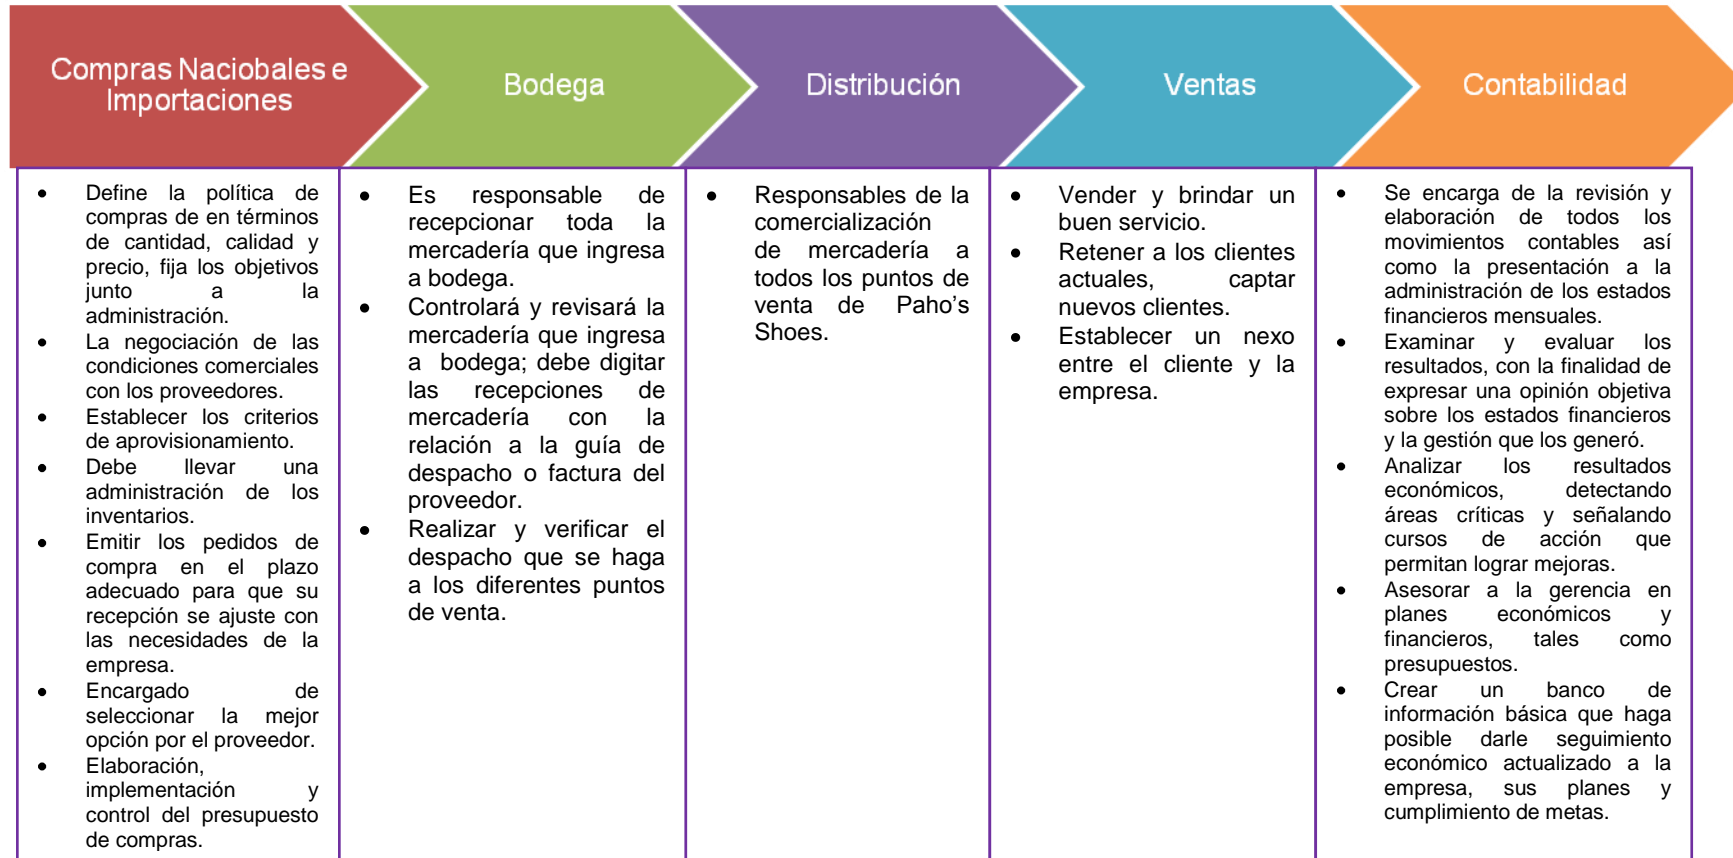 Compras Naciobales e
Importaciones
Bodega
Distribución
Ventas
Contabilidad
• Define la política de
compras de en términos
de cantidad, calidad y
precio, fija los objetivos
junto a la
administración.
• La negociación de las
condiciones comerciales
con los proveedores.
• Establecer los criterios
de aprovisionamiento.
• Debe llevar una
administración de los
inventarios.
• Emitir los pedidos de
compra en el plazo
adecuado para que su
recepción se ajuste con
las necesidades de la
empresa.
• Encargado de
seleccionar la mejor
opción por el proveedor.
• Elaboración,
implementación y
control del presupuesto
de compras.
• Es responsable de
recepcionar toda la
mercadería que ingresa
a bodega.
• Controlará y revisará la
mercadería que ingresa
a bodega; debe digitar
las recepciones de
mercadería con la
relación a la guía de
despacho o factura del
proveedor.
• Realizar y verificar el
despacho que se haga
a los diferentes puntos
de venta.
• Responsables de la
comercialización
de mercadería a
todos los puntos de
venta de Paho’s
Shoes.
• Vender y brindar un
buen servicio.
• Retener a los clientes
actuales, captar
nuevos clientes.
• Establecer un nexo
entre el cliente y la
empresa.
• Se encarga de la revisión y
elaboración de todos los
movimientos contables así
como la presentación a la
administración de los estados
financieros mensuales.
• Examinar y evaluar los
resultados, con la finalidad de
expresar una opinión objetiva
sobre los estados financieros
y la gestión que los generó.
• Analizar los resultados
económicos, detectando
áreas críticas y señalando
cursos de acción que
permitan lograr mejoras.
• Asesorar a la gerencia en
planes económicos y
financieros, tales como
presupuestos.
• Crear un banco de
información básica que haga
posible darle seguimiento
económico actualizado a la
empresa, sus planes y
cumplimiento de metas.